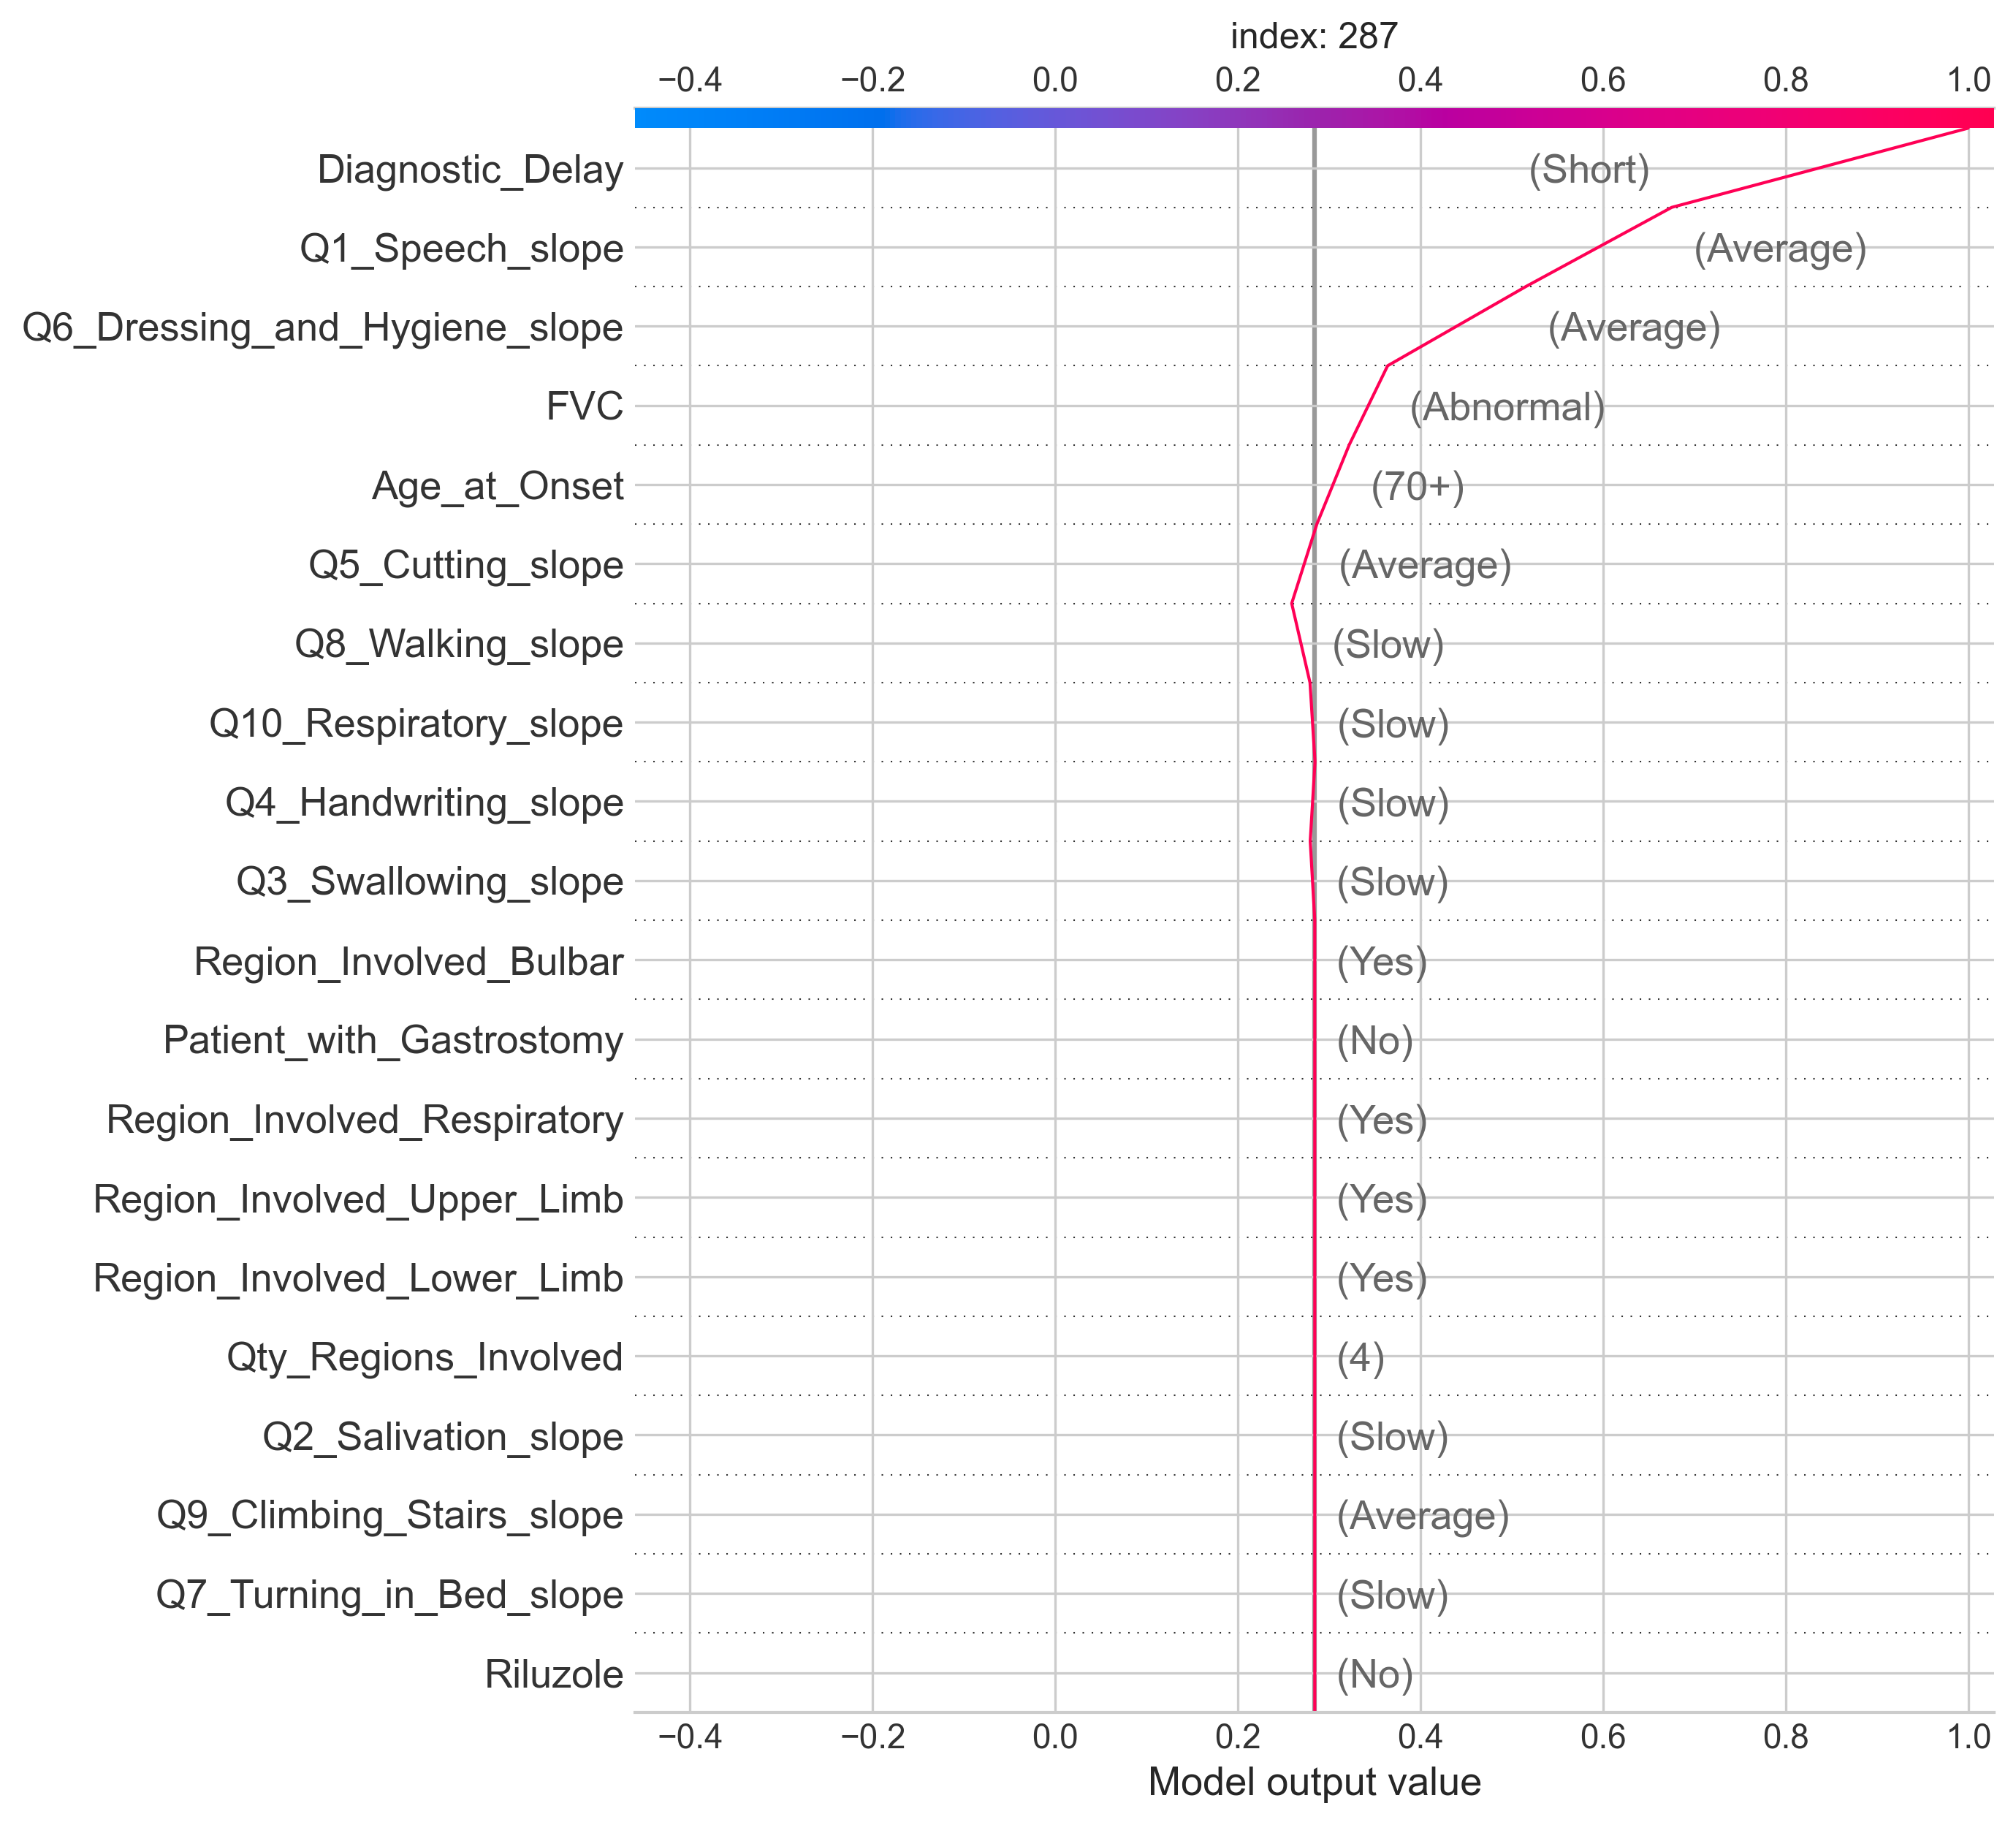 index: 287
−0.4 −0.2 0.0 0.2 0.4 0.6 0.8 1.0
Diagnostic_Delay (Short)
Q1_Speech_slope (Average)
Q6_Dressing_and_Hygiene_slope (Average)
FVC (Abnormal)
Age_at_Onset (70+)
Q5_Cutting_slope (Average)
Q8_Walking_slope (Slow)
Q10_Respiratory_slope (Slow)
Q4_Handwriting_slope (Slow)
Q3_Swallowing_slope (Slow)
Region_Involved_Bulbar (Yes)
Patient_with_Gastrostomy (No)
Region_Involved_Respiratory (Yes)
Region_Involved_Upper_Limb (Yes)
Region_Involved_Lower_Limb (Yes)
Qty_Regions_Involved (4)
Q2_Salivation_slope (Slow)
Q9_Climbing_Stairs_slope (Average)
Q7_Turning_in_Bed_slope (Slow)
Riluzole (No)
−0.4 −0.2 0.0 0.2 0.4 0.6 0.8 1.0
Model output value